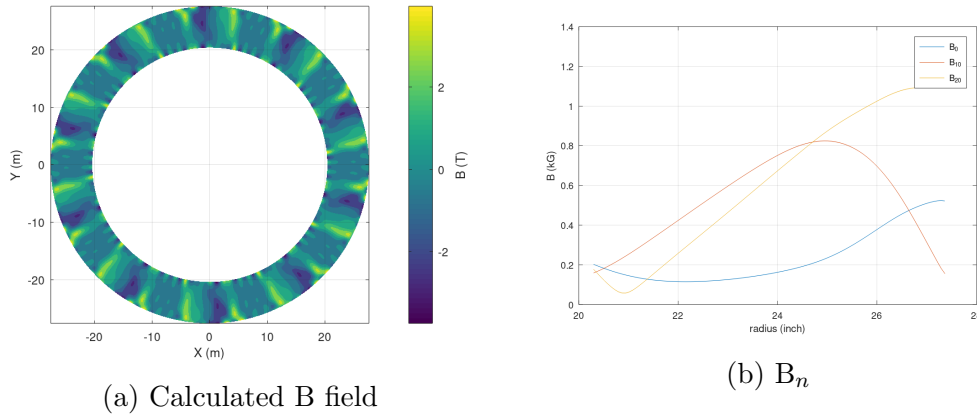 20
10
0
-10
-20
Y (m)
-20
-10
0
10
20
X (m)
2
0
-2
B (T)
(a) Calculated B field
1.4
1.2
1
0.8
0.6
0.4
0.2
0
B (kG)
20
22
24
26
radius (inch)
B₀
B₁₀
B₂₀
(b) Bₙ